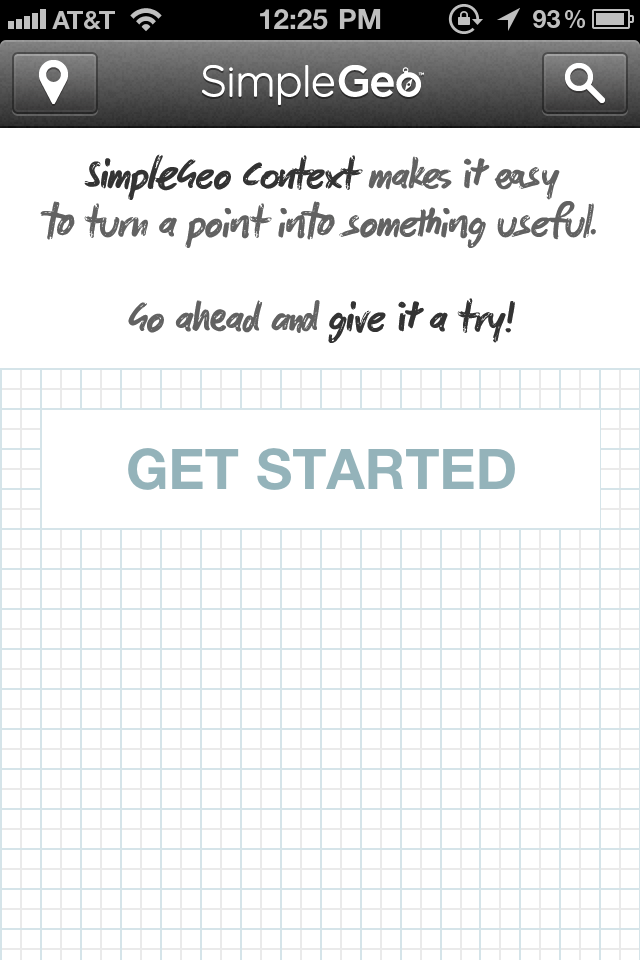 AT&T 12:25 PM 93%
SimpleGeo™
SimpleGeo Context makes it easy
to turn a point into something useful.
Go ahead and give it a try!
GET STARTED